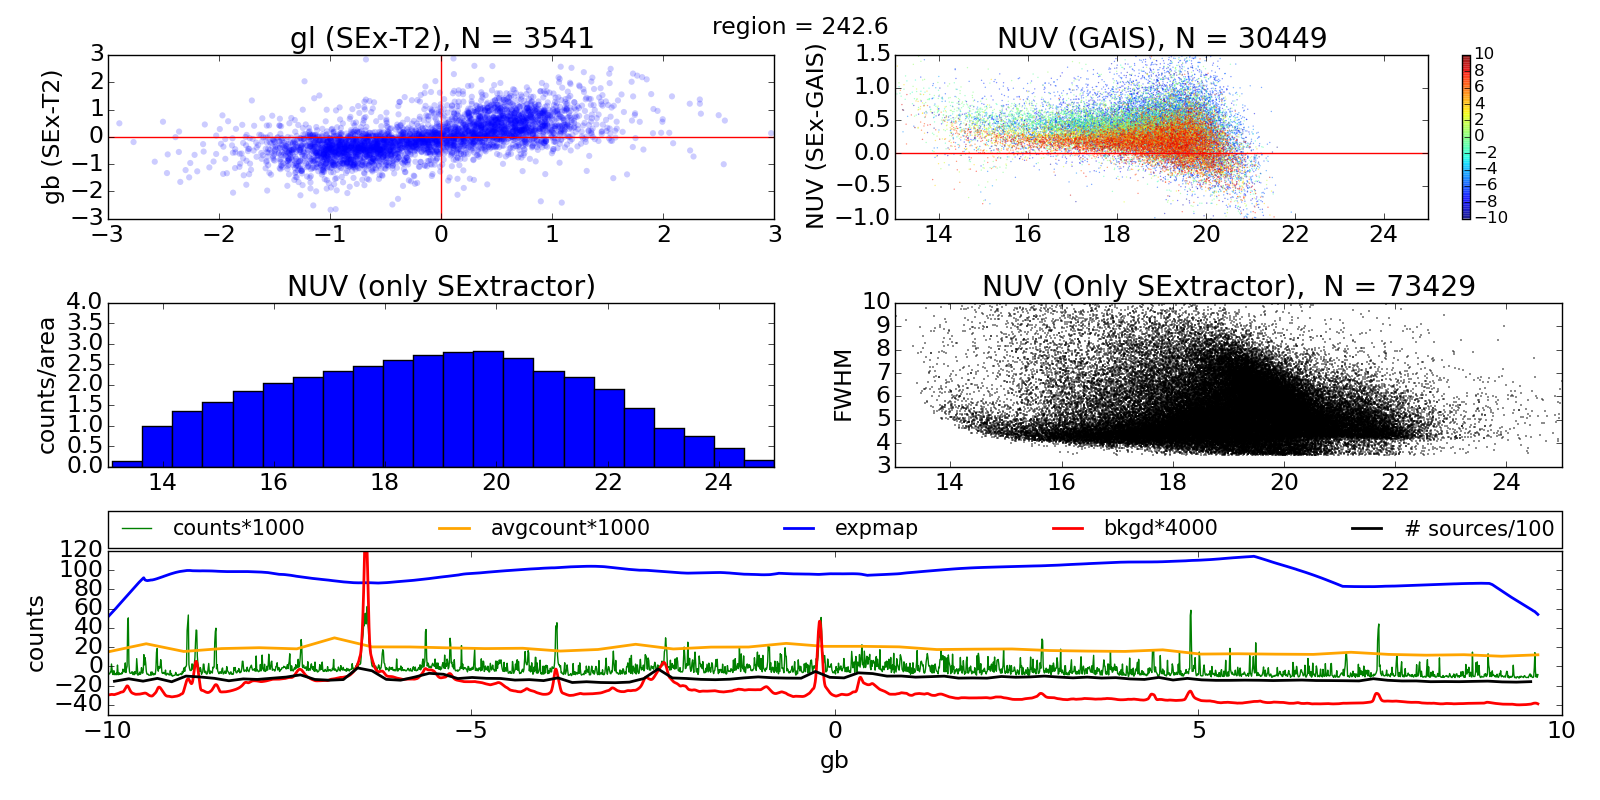 region = 242.6
gl (SEx-T2), N = 3541
gb (SEx-T2)
3
2
1
0
−1
−2
−3
−3 −2 −1 0 1 2 3
NUV (GAIS), N = 30449
NUV (SEx-GAIS)
1.5
1.0
0.5
0.0
−0.5
−1.0
14 16 18 20 22 24
10
8
6
4
2
0
−2
−4
−6
−8
−10
NUV (only SExtractor)
counts/area
4.0
3.5
3.0
2.5
2.0
1.5
1.0
0.5
0.0
14 16 18 20 22 24
NUV (Only SExtractor), N = 73429
FWHM
10
9
8
7
6
5
4
3
14 16 18 20 22 24
counts*1000 avgcount*1000 expmap bkgd*4000 # sources/100
counts
120
100
80
60
40
20
0
−20
−40
−10 −5 0 5 10
gb